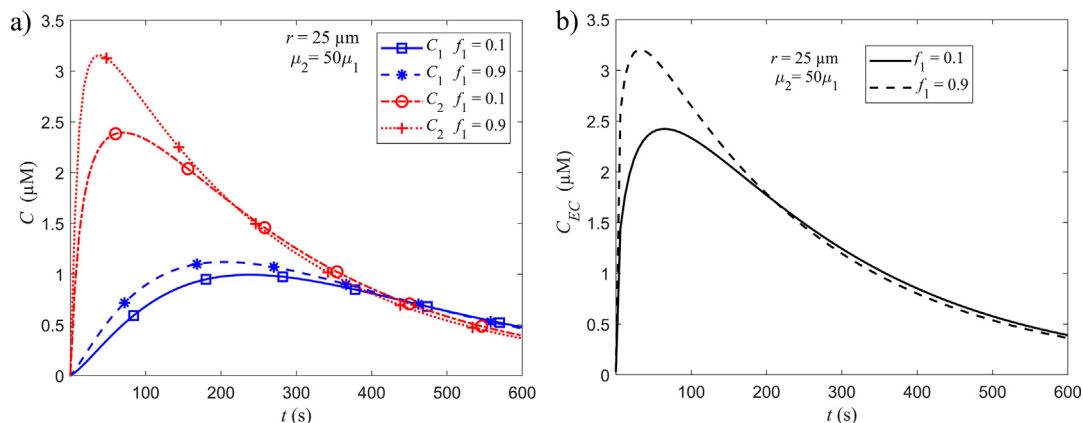 a)
r = 25 µm
µ₂ = 50µ₁
C₁ f₁ = 0.1
C₁ f₁ = 0.9
C₂ f₁ = 0.1
C₂ f₁ = 0.9
3.5
3
2.5
2
1.5
1
0.5
0
C (µM)
100
200
300
400
500
600
t (s)
b)
r = 25 µm
µ₂ = 50µ₁
f₁ = 0.1
f₁ = 0.9
3.5
3
2.5
2
1.5
1
0.5
0
C_EC (µM)
100
200
300
400
500
600
t (s)